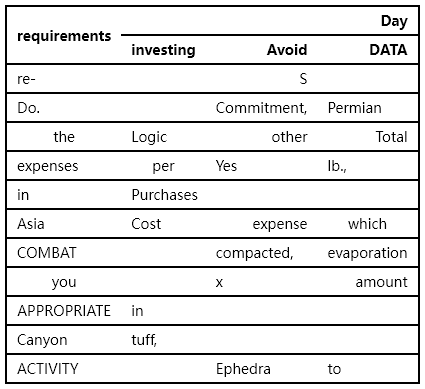 Day
requirements
investing Avoid DATA
re- S
Do. Commitment, Permian
the Logic other Total
expenses per Yes lb.,
in Purchases
Asia Cost expense which
COMBAT compacted, evaporation
you x amount
APPROPRIATE in
Canyon tuff,
ACTIVITY Ephedra to